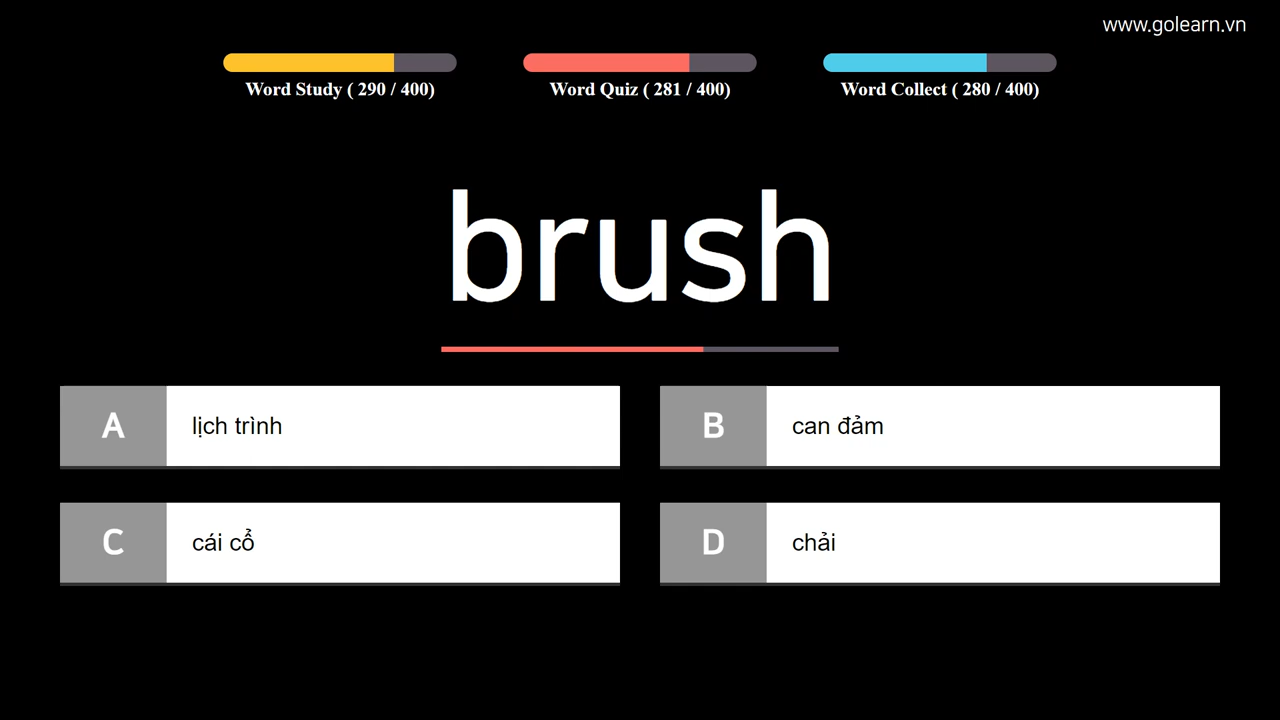 www.golearn.vn
Word Study ( 290 / 400)
Word Quiz ( 281 / 400)
Word Collect ( 280 / 400)
brush
A lịch trình
B can đảm
C cái cổ
D chải